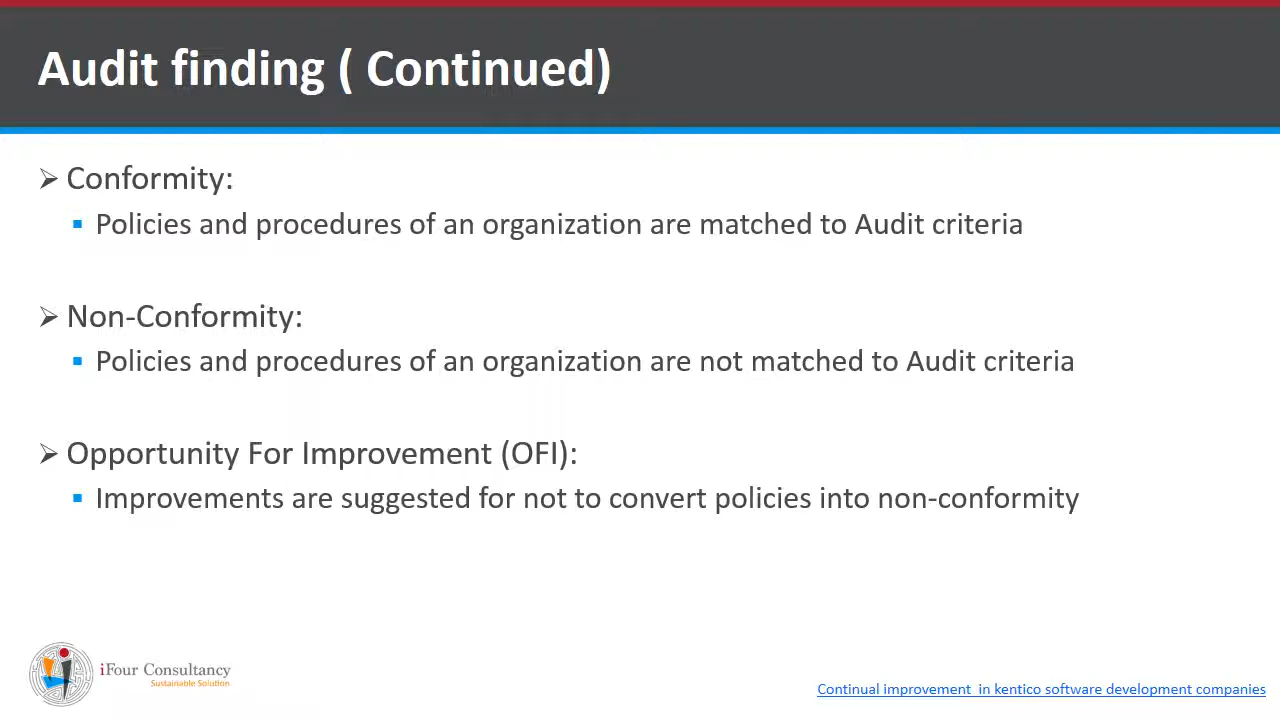 Audit finding ( Continued)
Conformity:
Policies and procedures of an organization are matched to Audit criteria
Non-Conformity:
Policies and procedures of an organization are not matched to Audit criteria
Opportunity For Improvement (OFI):
Improvements are suggested for not to convert policies into non-conformity
iFour Consultancy
Sustainable Solution
Continual improvement  in kentico software development companies